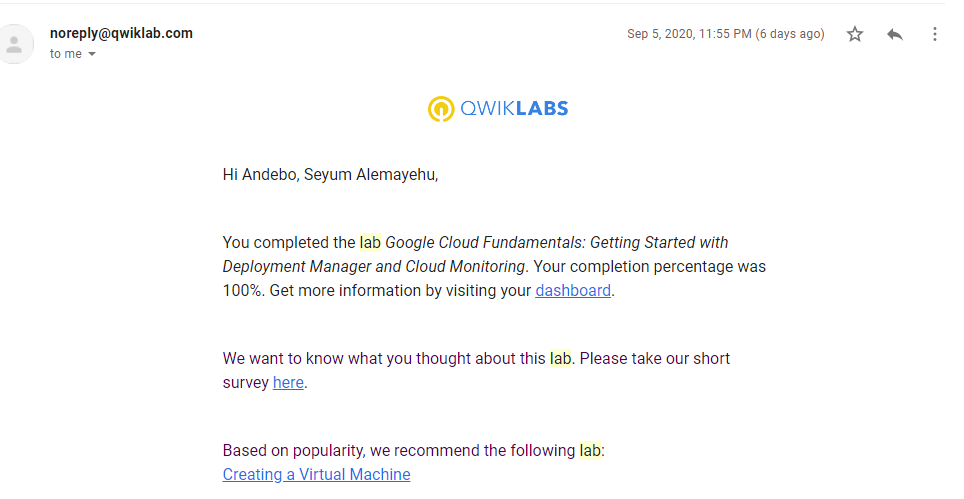 noreply@qwiklab.com
Sep 5, 2020, 11:55 PM (6 days ago)
to me
QWIKLABS
Hi Andebo, Seyum Alemayehu,
You completed the lab Google Cloud Fundamentals: Getting Started with
Deployment Manager and Cloud Monitoring. Your completion percentage was
100%. Get more information by visiting your dashboard.
We want to know what you thought about this lab. Please take our short
survey here.
Based on popularity, we recommend the following lab:
Creating a Virtual Machine